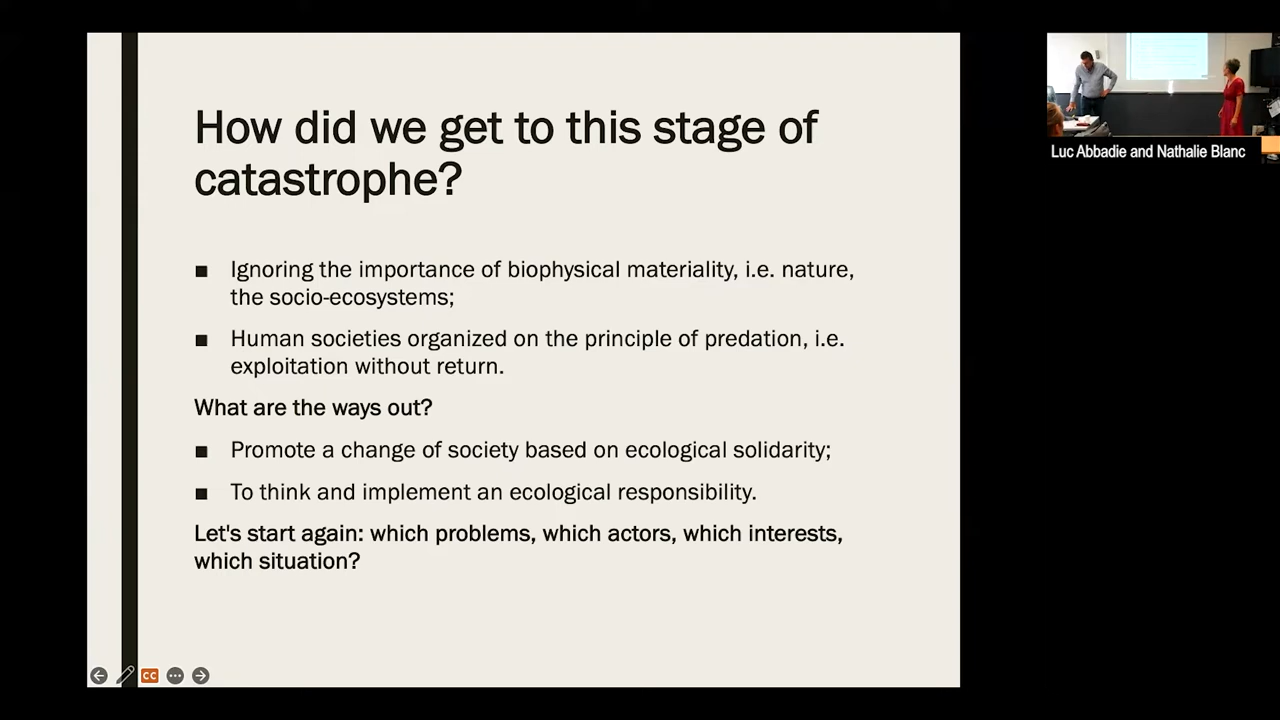 How did we get to this stage of
catastrophe?
■ Ignoring the importance of biophysical materiality, i.e. nature,
the socio-ecosystems;
■ Human societies organized on the principle of predation, i.e.
exploitation without return.
What are the ways out?
■ Promote a change of society based on ecological solidarity;
■ To think and implement an ecological responsibility.
Let's start again: which problems, which actors, which interests,
which situation?
CC
Luc Abbadie and Nathalie Blanc